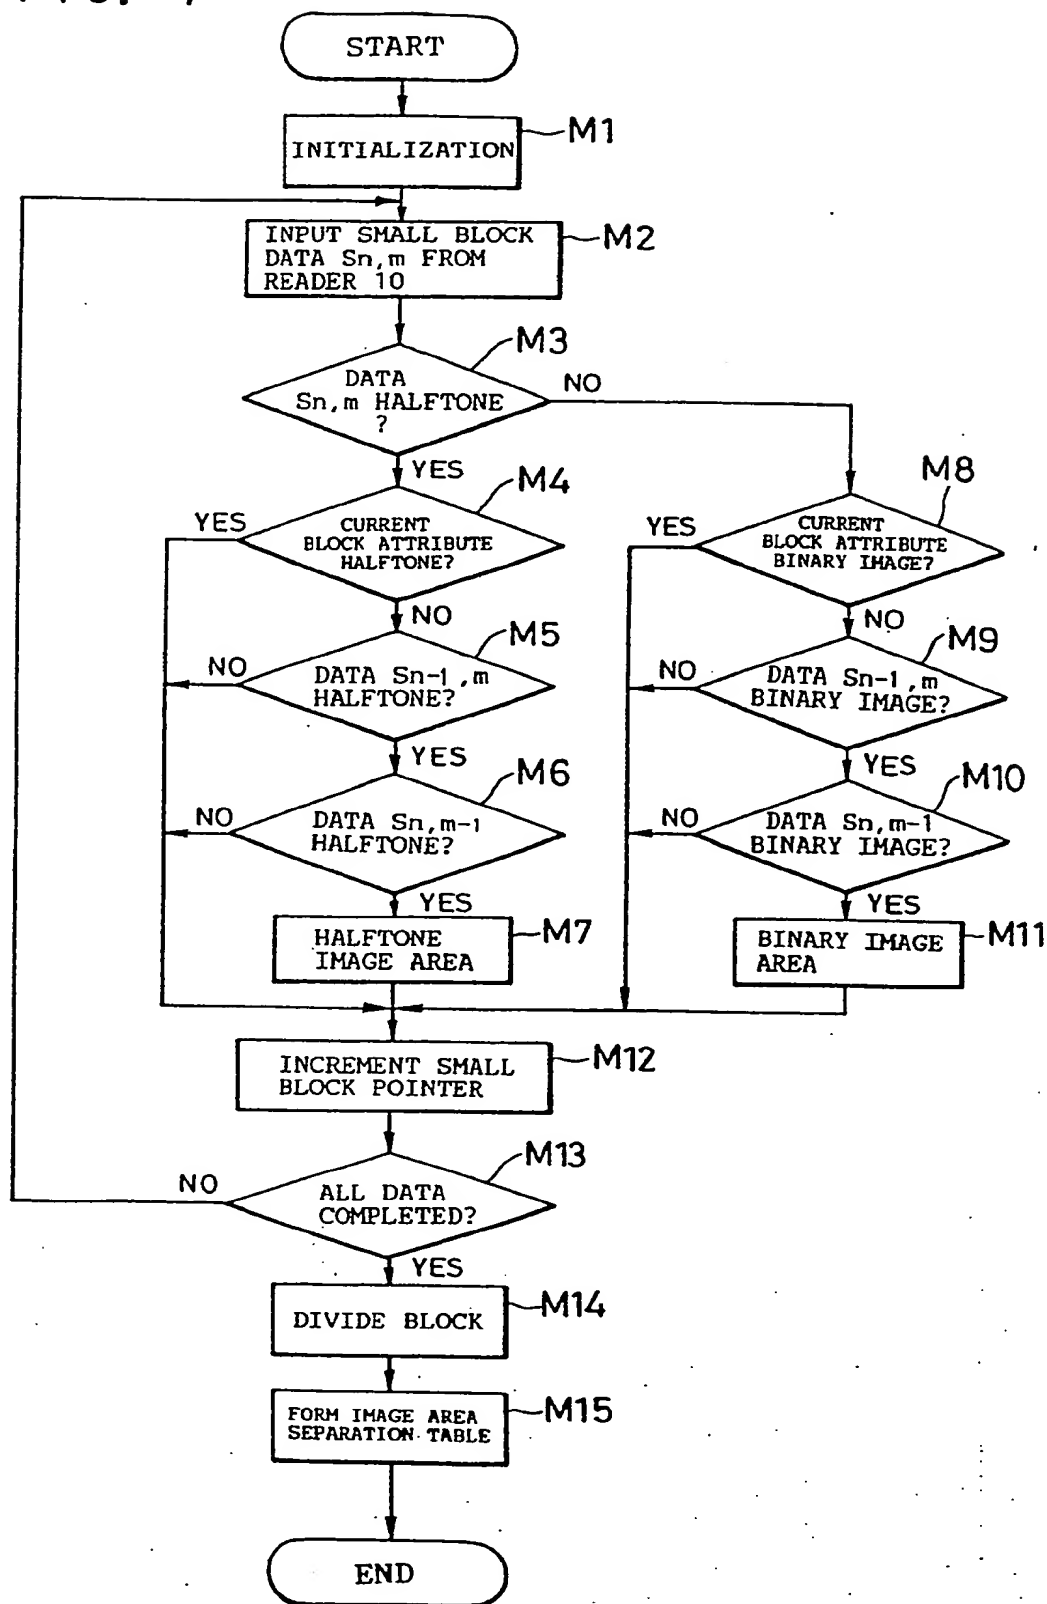 START
INITIALIZATION
M1
INPUT SMALL BLOCK
DATA Sn,m FROM
READER 10
M2
DATA
Sn,m HALFTONE
?
M3
NO
YES
CURRENT
BLOCK ATTRIBUTE
HALFTONE?
M4
YES
NO
DATA Sn-1,m
HALFTONE?
M5
NO
YES
DATA Sn,m-1
HALFTONE?
M6
NO
YES
HALFTONE
IMAGE AREA
M7
CURRENT
BLOCK ATTRIBUTE
BINARY IMAGE?
M8
YES
NO
DATA Sn-1,m
BINARY IMAGE?
M9
NO
YES
DATA Sn,m-1
BINARY IMAGE?
M10
NO
YES
BINARY IMAGE
AREA
M11
INCREMENT SMALL
BLOCK POINTER
M12
ALL DATA
COMPLETED?
M13
NO
YES
DIVIDE BLOCK
M14
FORM IMAGE AREA
SEPARATION TABLE
M15
END